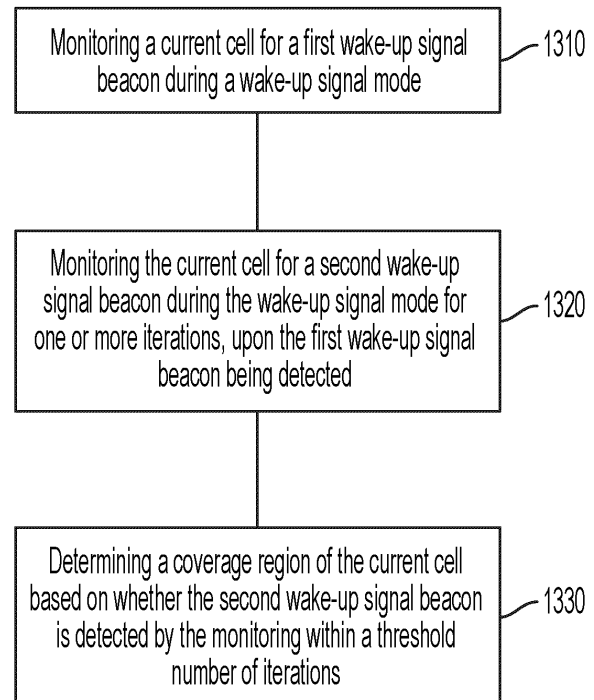 Monitoring a current cell for a first wake-up signal
beacon during a wake-up signal mode
1310
Monitoring the current cell for a second wake-up
signal beacon during the wake-up signal mode for
one or more iterations, upon the first wake-up signal
beacon being detected
1320
Determining a coverage region of the current cell
based on whether the second wake-up signal beacon
is detected by the monitoring within a threshold
number of iterations
1330